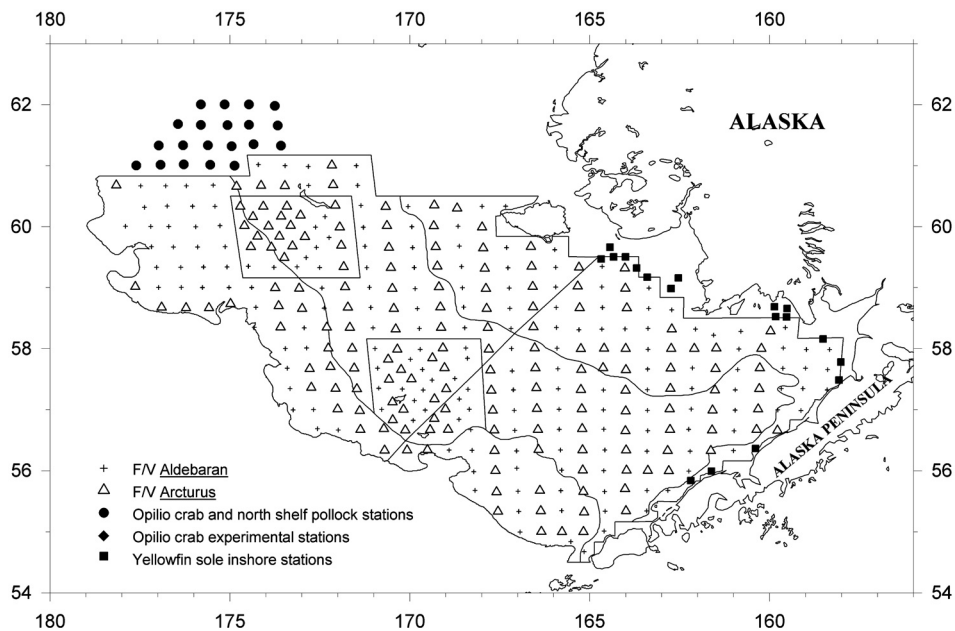 180 175 170 165 160
62 62
ALASKA
60 60
58 58
ALASKA PENINSULA
56 56
F/V Aldebaran
F/V Arcturus
Opilio crab and north shelf pollock stations
Opilio crab experimental stations
Yellowfin sole inshore stations
54 54
180 175 170 165 160